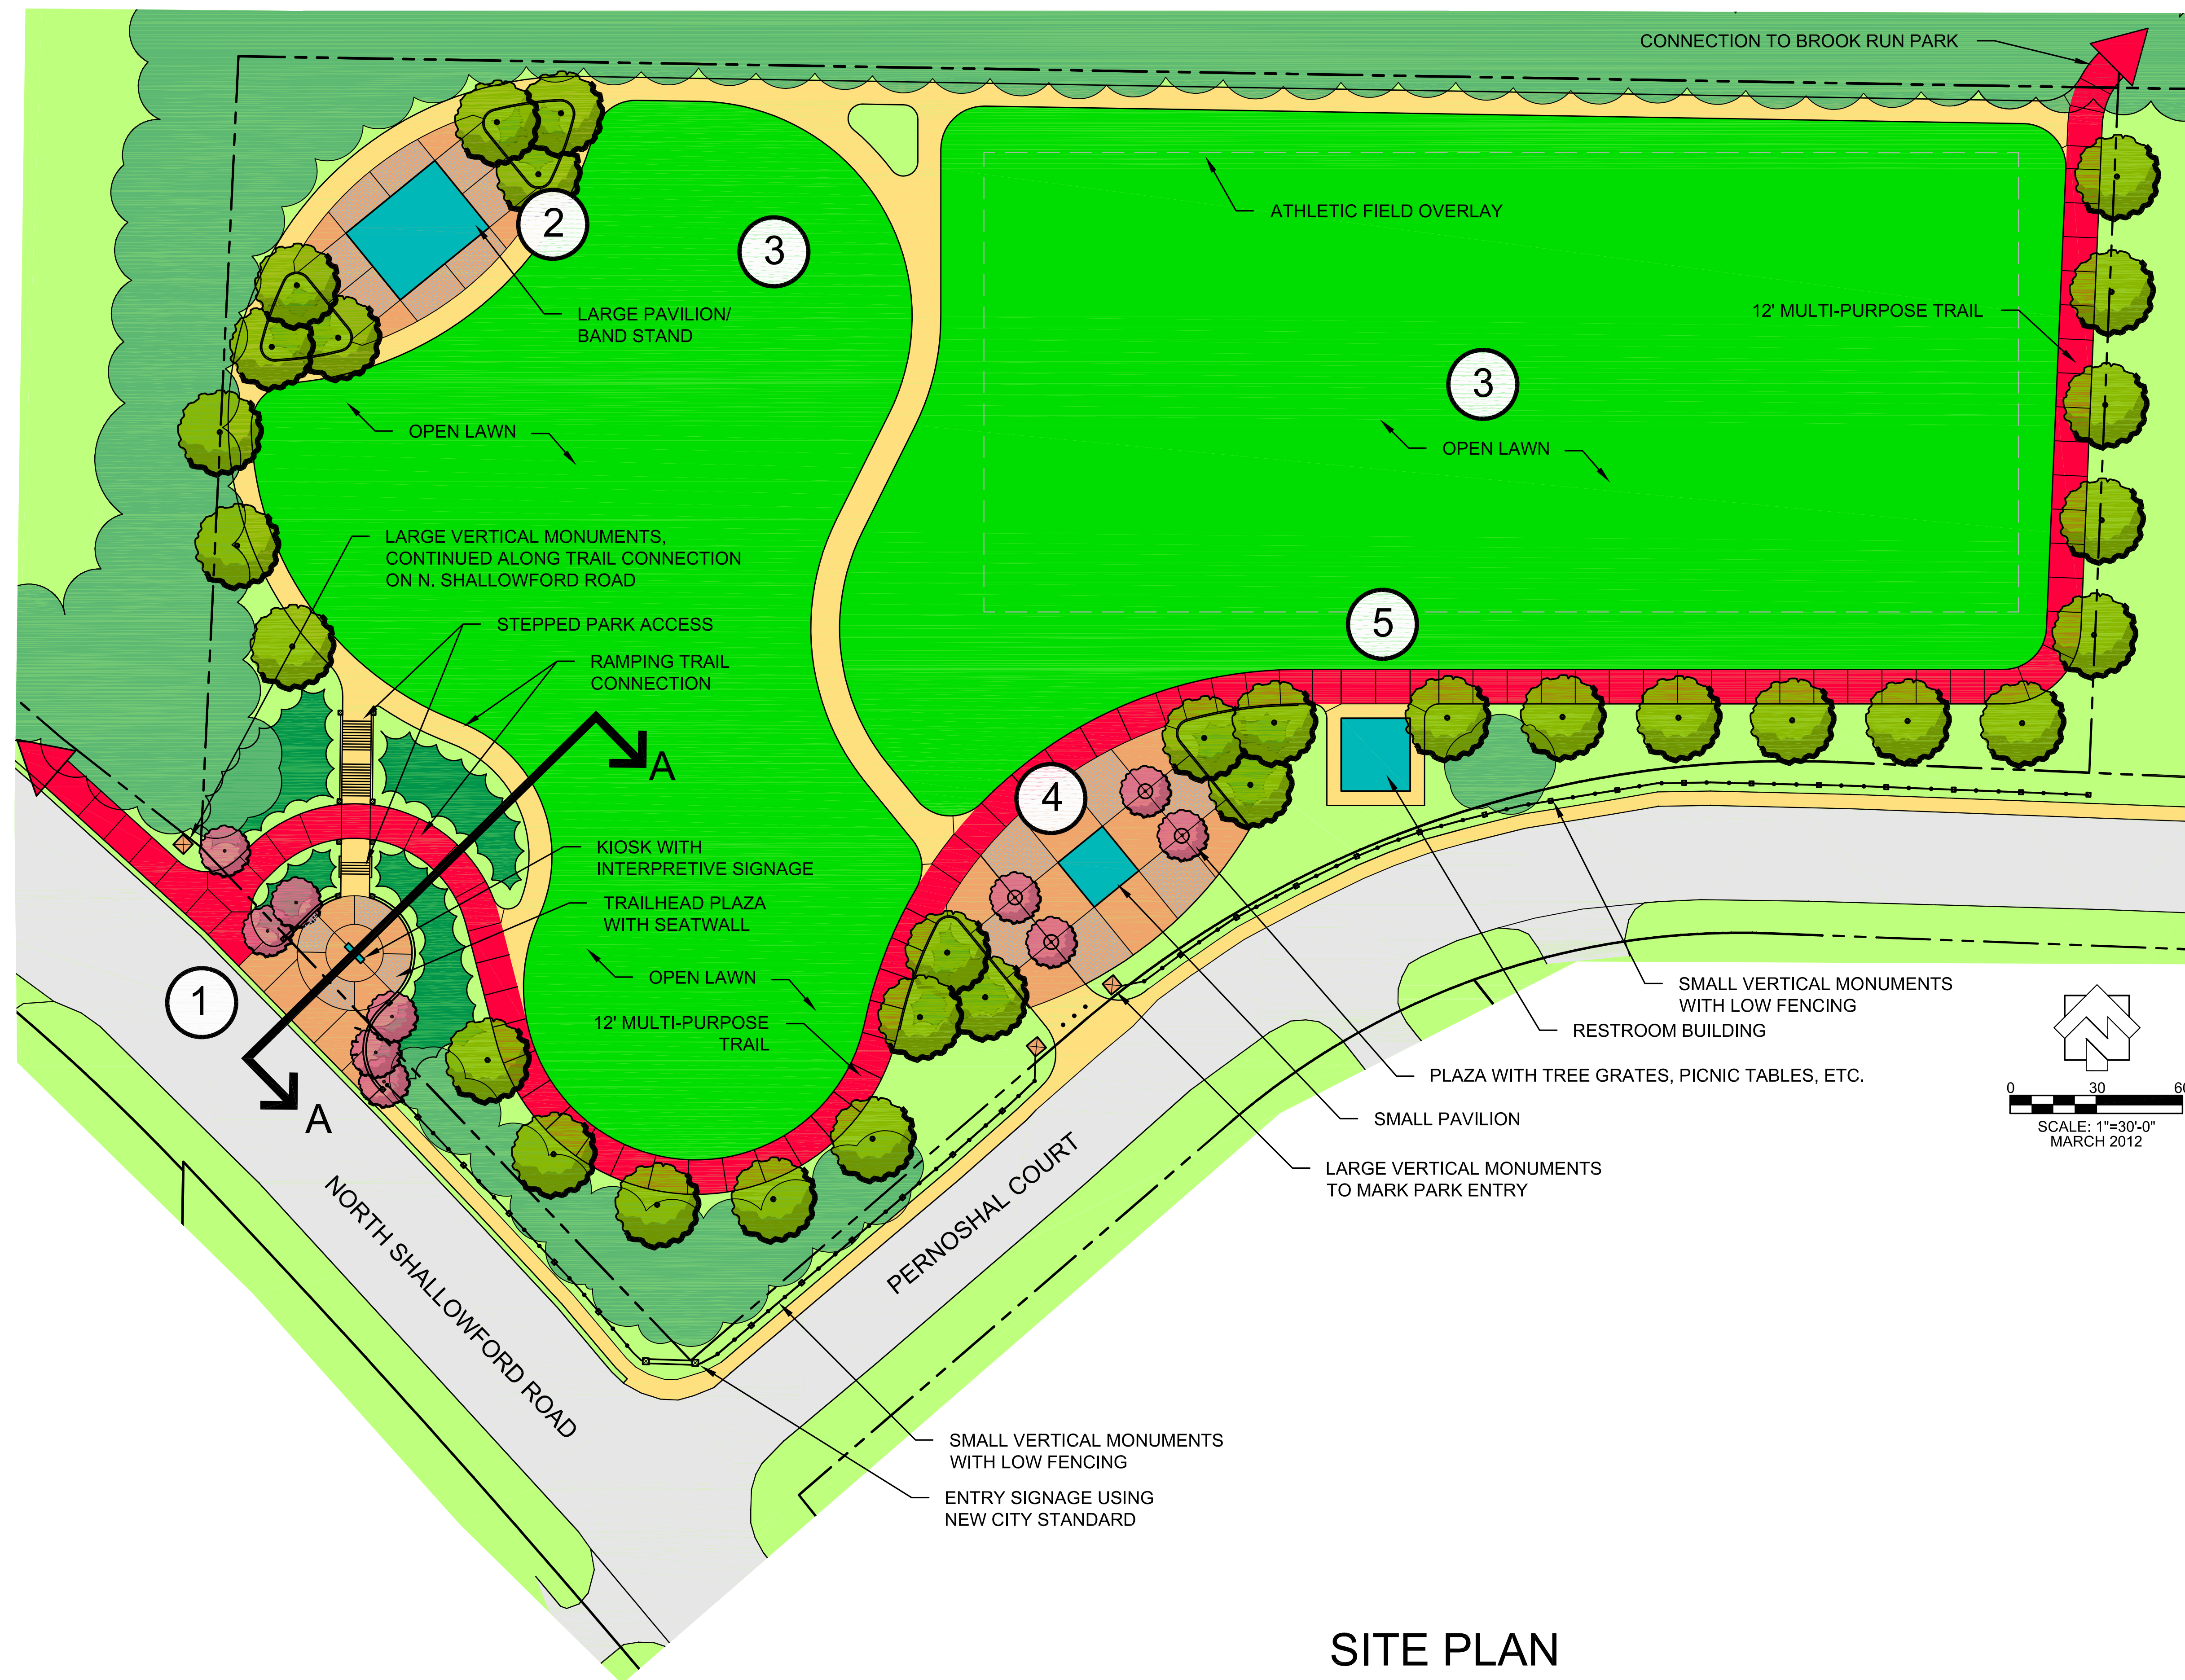 CONNECTION TO BROOK RUN PARK
ATHLETIC FIELD OVERLAY
2
3
LARGE PAVILION/
BAND STAND
12' MULTI-PURPOSE TRAIL
3
OPEN LAWN
OPEN LAWN
LARGE VERTICAL MONUMENTS,
CONTINUED ALONG TRAIL CONNECTION
ON N. SHALLOWFORD ROAD
STEPPED PARK ACCESS
RAMPING TRAIL
CONNECTION
5
A
4
KIOSK WITH
INTERPRETIVE SIGNAGE
TRAILHEAD PLAZA
WITH SEATWALL
OPEN LAWN
1
12' MULTI-PURPOSE
TRAIL
A
SMALL VERTICAL MONUMENTS
WITH LOW FENCING
RESTROOM BUILDING
PLAZA WITH TREE GRATES, PICNIC TABLES, ETC.
SMALL PAVILION
LARGE VERTICAL MONUMENTS
TO MARK PARK ENTRY
N
0 30 60
SCALE: 1"=30'-0"
MARCH 2012
NORTH SHALLOWFORD ROAD
PERNOSHAL COURT
SMALL VERTICAL MONUMENTS
WITH LOW FENCING
ENTRY SIGNAGE USING
NEW CITY STANDARD
SITE PLAN